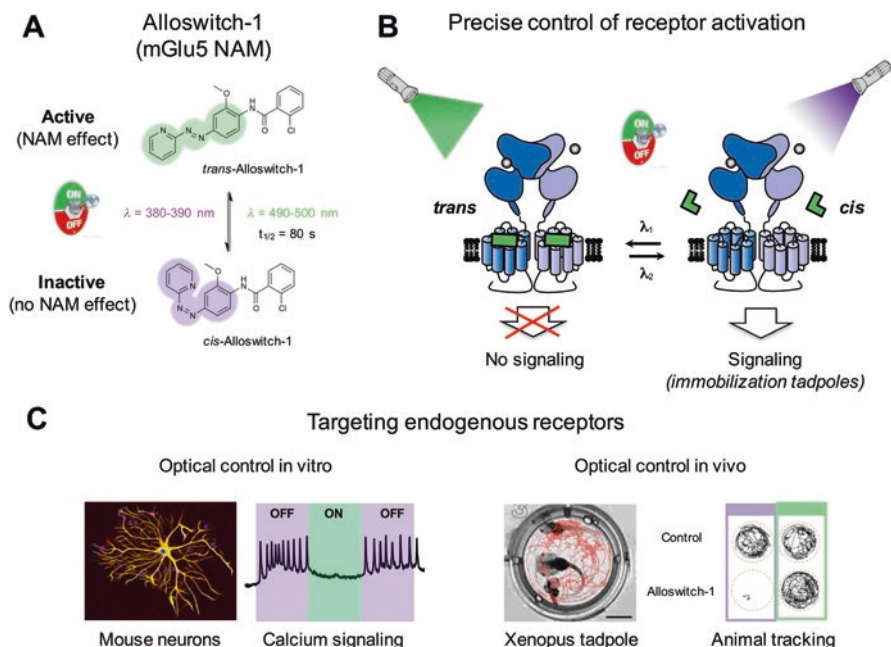 A
Alloswitch-1
(mGlu5 NAM)
Active
(NAM effect)
trans-Alloswitch-1
ON
OFF
λ = 380-390 nm
λ = 490-500 nm
t1/2 = 80 s
Inactive
(no NAM effect)
cis-Alloswitch-1
B
Precise control of receptor activation
ON
OFF
trans
cis
λ1
λ2
No signaling
Signaling
(immobilization tadpoles)
C
Targeting endogenous receptors
Optical control in vitro
Optical control in vivo
OFF
ON
OFF
Control
Alloswitch-1
Mouse neurons
Calcium signaling
Xenopus tadpole
Animal tracking